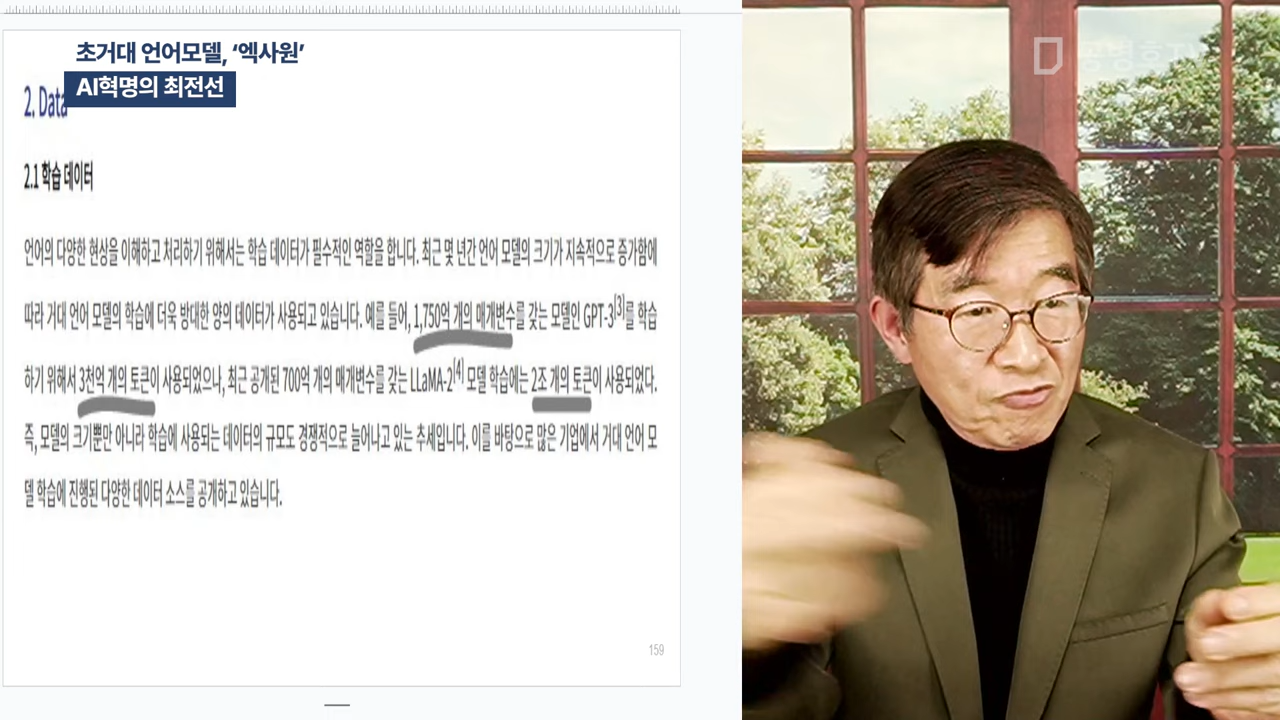 초거대 언어모델, ‘엑사원’
AI혁명의 최전선
2. Data
2.1 학습 데이터
언어의 다양한 현상을 이해하고 처리하기 위해서는 학습 데이터가 필수적인 역할을 합니다. 최근 몇 년간 언어 모델의 크기가 지속적으로 증가함에
따라 거대 언어 모델의 학습에 더욱 방대한 양의 데이터가 사용되고 있습니다. 예를 들어, 1,750억 개의 매개변수를 갖는 모델인 GPT-3[3]를 학습
하기 위해서 3천억 개의 토큰이 사용되었으나, 최근 공개된 700억 개의 매개변수를 갖는 LLaMA-2[4] 모델 학습에는 2조 개의 토큰이 사용되었다.
즉, 모델의 크기뿐만 아니라 학습에 사용되는 데이터의 규모도 경쟁적으로 늘어나고 있는 추세입니다. 이를 바탕으로 많은 기업에서 거대 언어 모
델 학습에 진행된 다양한 데이터 소스를 공개하고 있습니다.
159
공병호TV